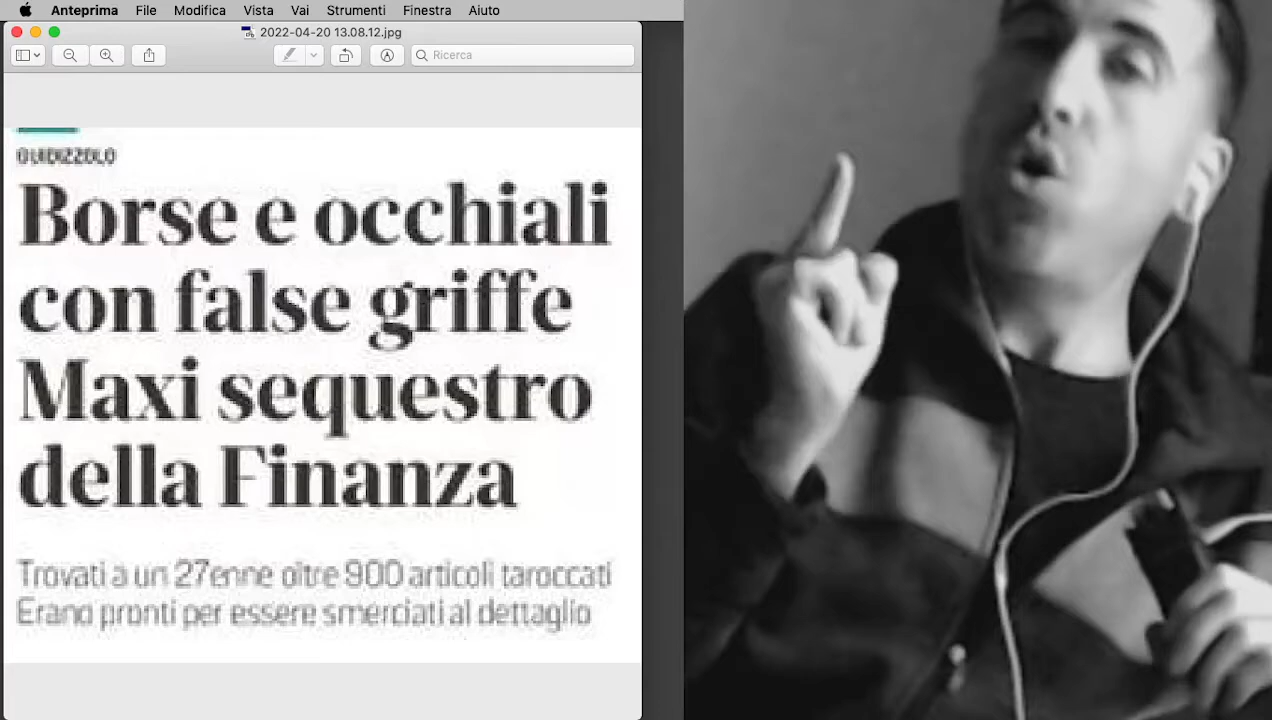 Anteprima File Modifica Vista Vai Strumenti Finestra Aiuto
2022-04-20 13.08.12.jpg
Ricerca
GUIDIZZOLO
Borse e occhiali
con false griffe
Maxi sequestro
della Finanza
Trovati a un 27enne oltre 900 articoli taroccati
Erano pronti per essere smerciati al dettaglio